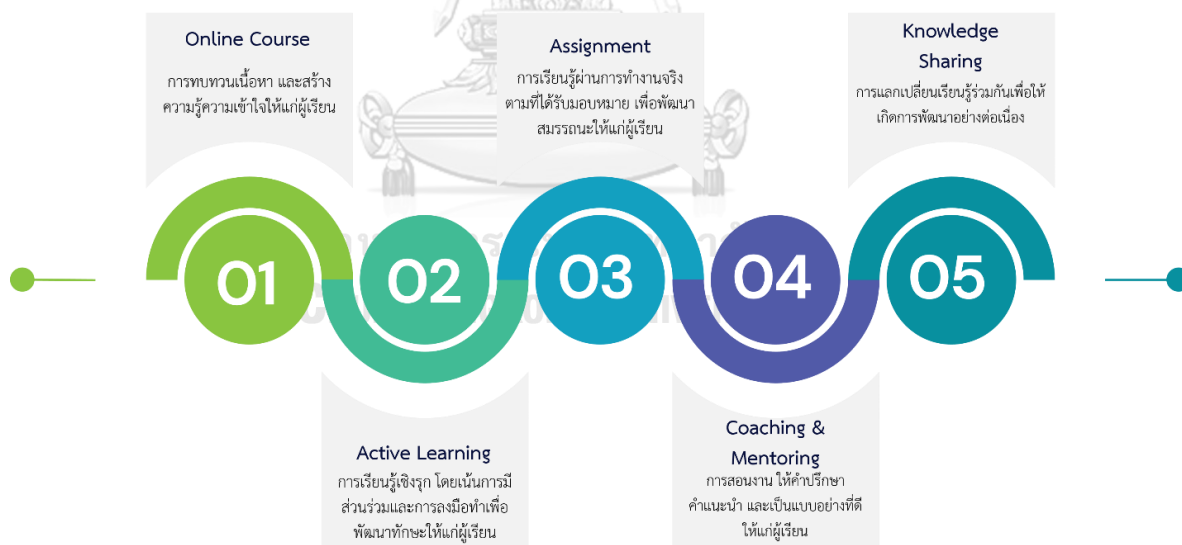 Online Course
การทบทวนเนื้อหา และสร้าง
ความรู้ความเข้าใจให้แก่ผู้เรียน
Assignment
การเรียนรู้ผ่านการทำงานจริง
ตามที่ได้รับมอบหมาย เพื่อพัฒนา
สมรรถนะให้แก่ผู้เรียน
Knowledge
Sharing
การแลกเปลี่ยนเรียนรู้ร่วมกันเพื่อให้
เกิดการพัฒนาอย่างต่อเนื่อง
01
02
03
04
05
Active Learning
การเรียนรู้เชิงรุก โดยเน้นการมี
ส่วนร่วมและการลงมือทำเพื่อ
พัฒนาทักษะให้แก่ผู้เรียน
Coaching &
Mentoring
การสอนงาน ให้คำปรึกษา
คำแนะนำ และเป็นแบบอย่างที่ดี
ให้แก่ผู้เรียน